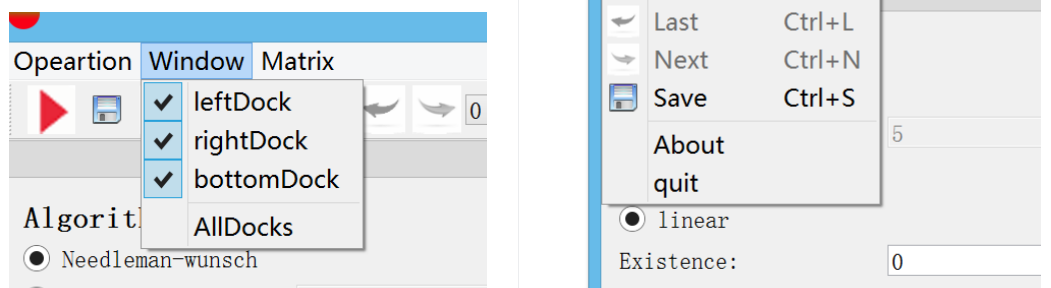 Opeartion Window Matrix
leftDock
0
rightDock
bottomDock
AllDocks
Needleman-wunsch
Last Ctrl+L
Next Ctrl+N
Save Ctrl+S
5
About
quit
linear
Existence: 0